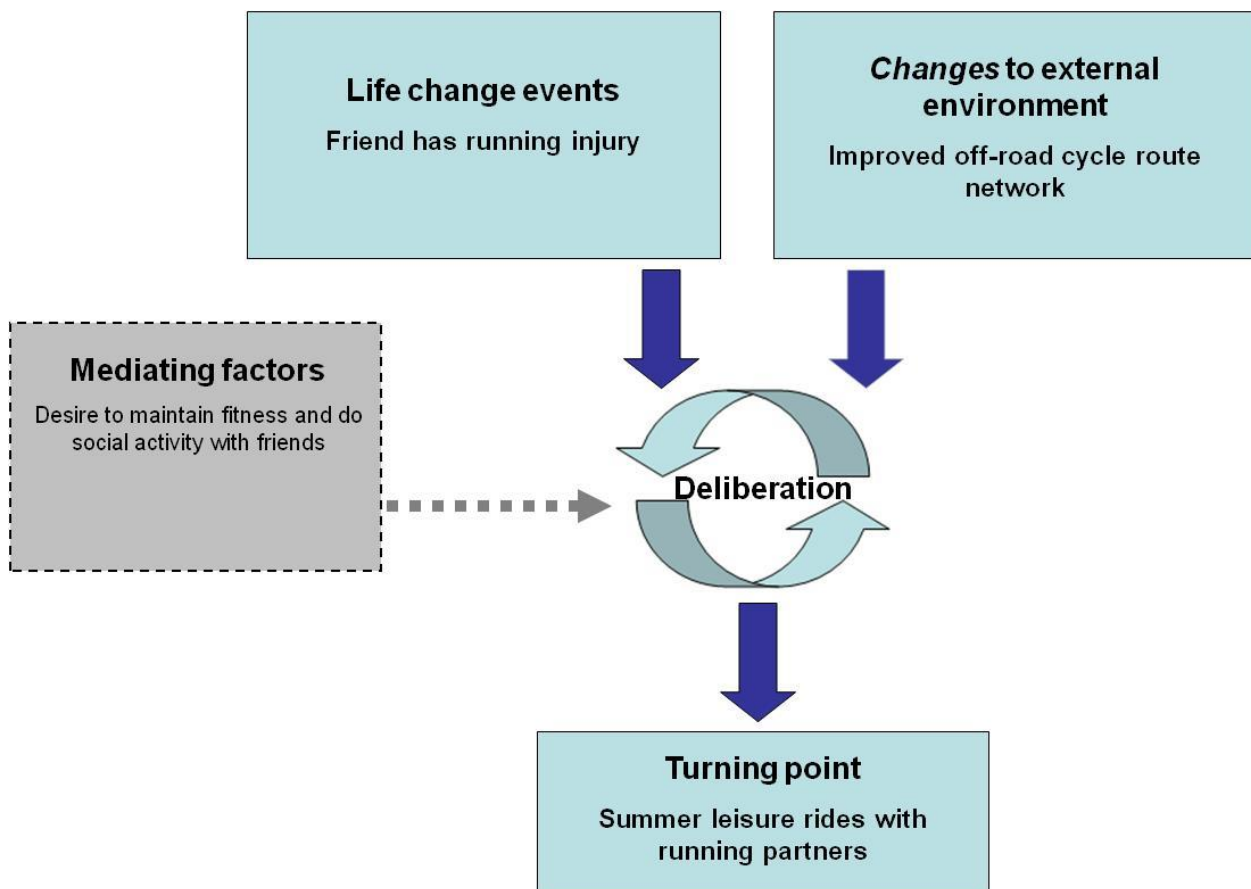 Life change events
Friend has running injury
Changes to external
environment
Improved off-road cycle route
network
Mediating factors
Desire to maintain fitness and do
social activity with friends
Deliberation
Turning point
Summer leisure rides with
running partners